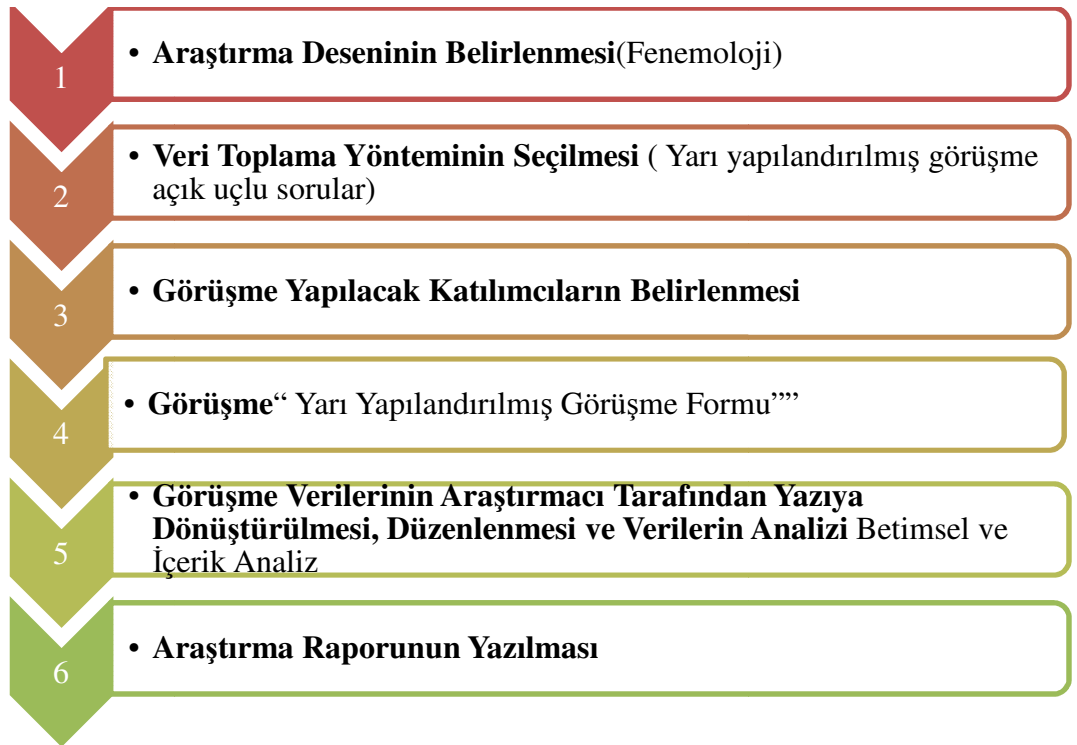 1
• Araştırma Deseninin Belirlenmesi(Fenemoloji)
2
• Veri Toplama Yönteminin Seçilmesi ( Yarı yapılandırılmış görüşme
açık uçlu sorular)
3
• Görüşme Yapılacak Katılımcıların Belirlenmesi
4
• Görüşme“ Yarı Yapılandırılmış Görüşme Formu””
5
• Görüşme Verilerinin Araştırmacı Tarafından Yazıya
Dönüştürülmesi, Düzenlenmesi ve Verilerin Analizi Betimsel ve
İçerik Analiz
6
• Araştırma Raporunun Yazılması